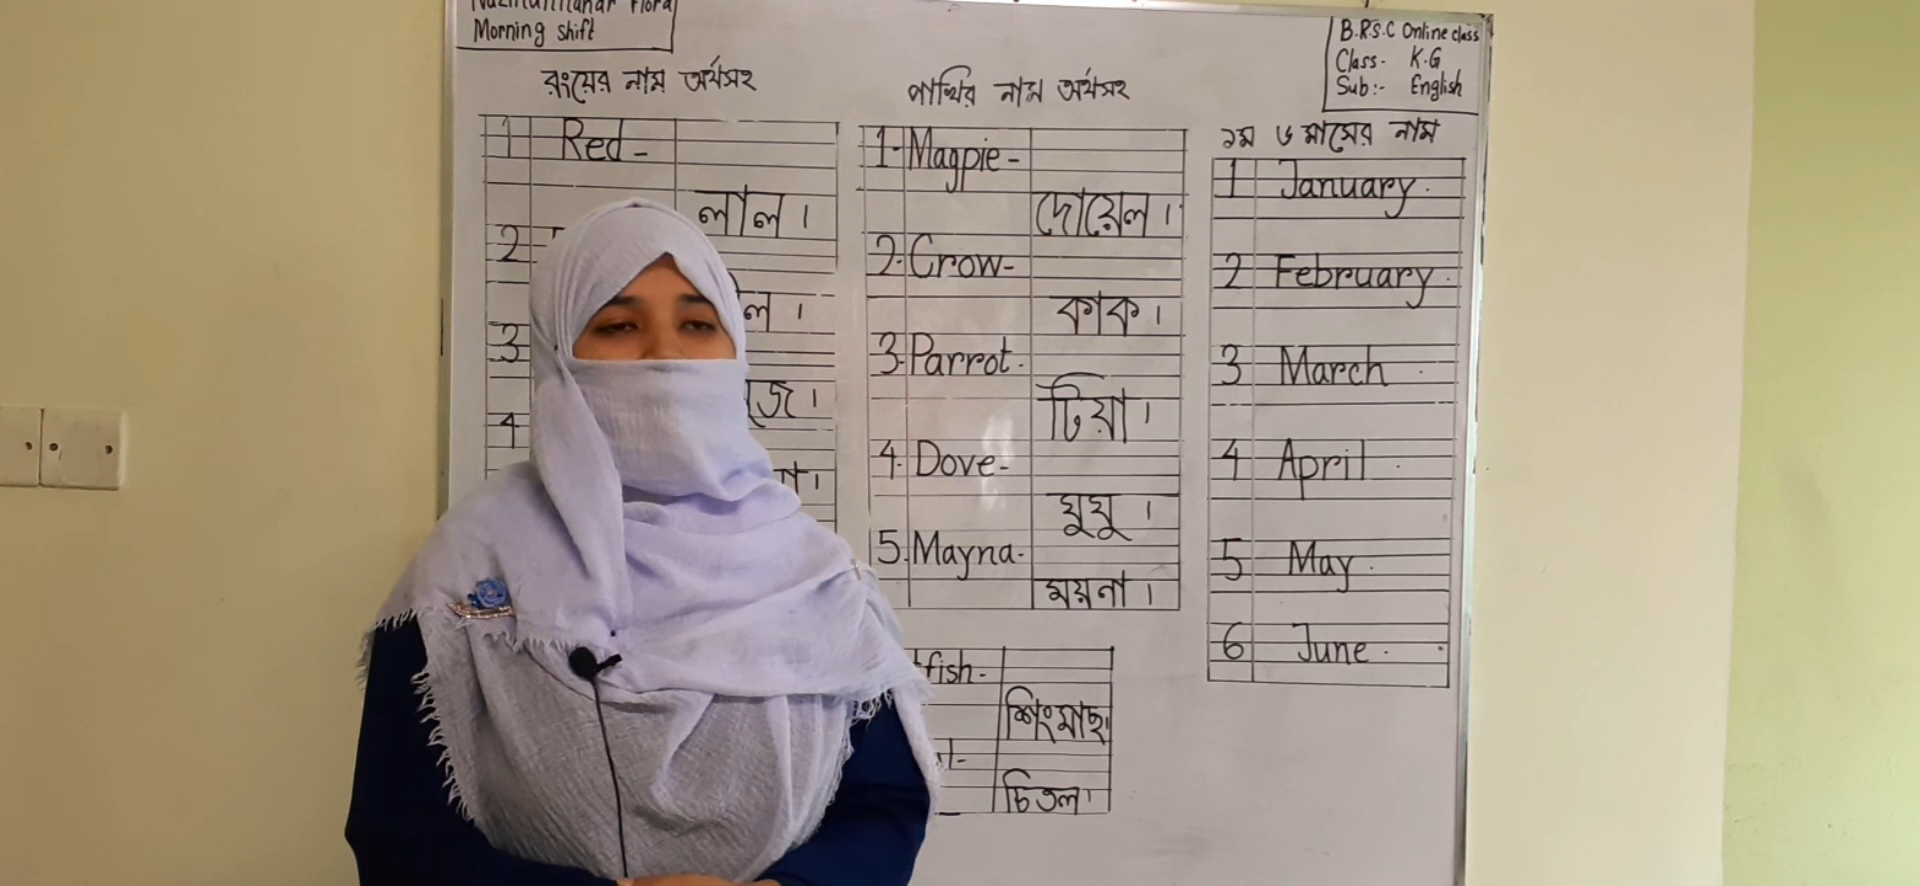 Morning shift
B.R.S.C Online class
Class- K.G
Sub:- English
রংয়ের নাম অর্থসহ
1 Red-
লাল।
2
3
4
পাখির নাম অর্থসহ
1. Magpie-
দোয়েল।
2. Crow-
কাক।
3. Parrot-
টিয়া।
4. Dove-
ঘুঘু।
5. Mayna-
ময়না।
fish-
শিংমাছ।
চিতল।
১ম ৬ মাসের নাম
1 January.
2 February.
3 March.
4 April.
5 May.
6 June.